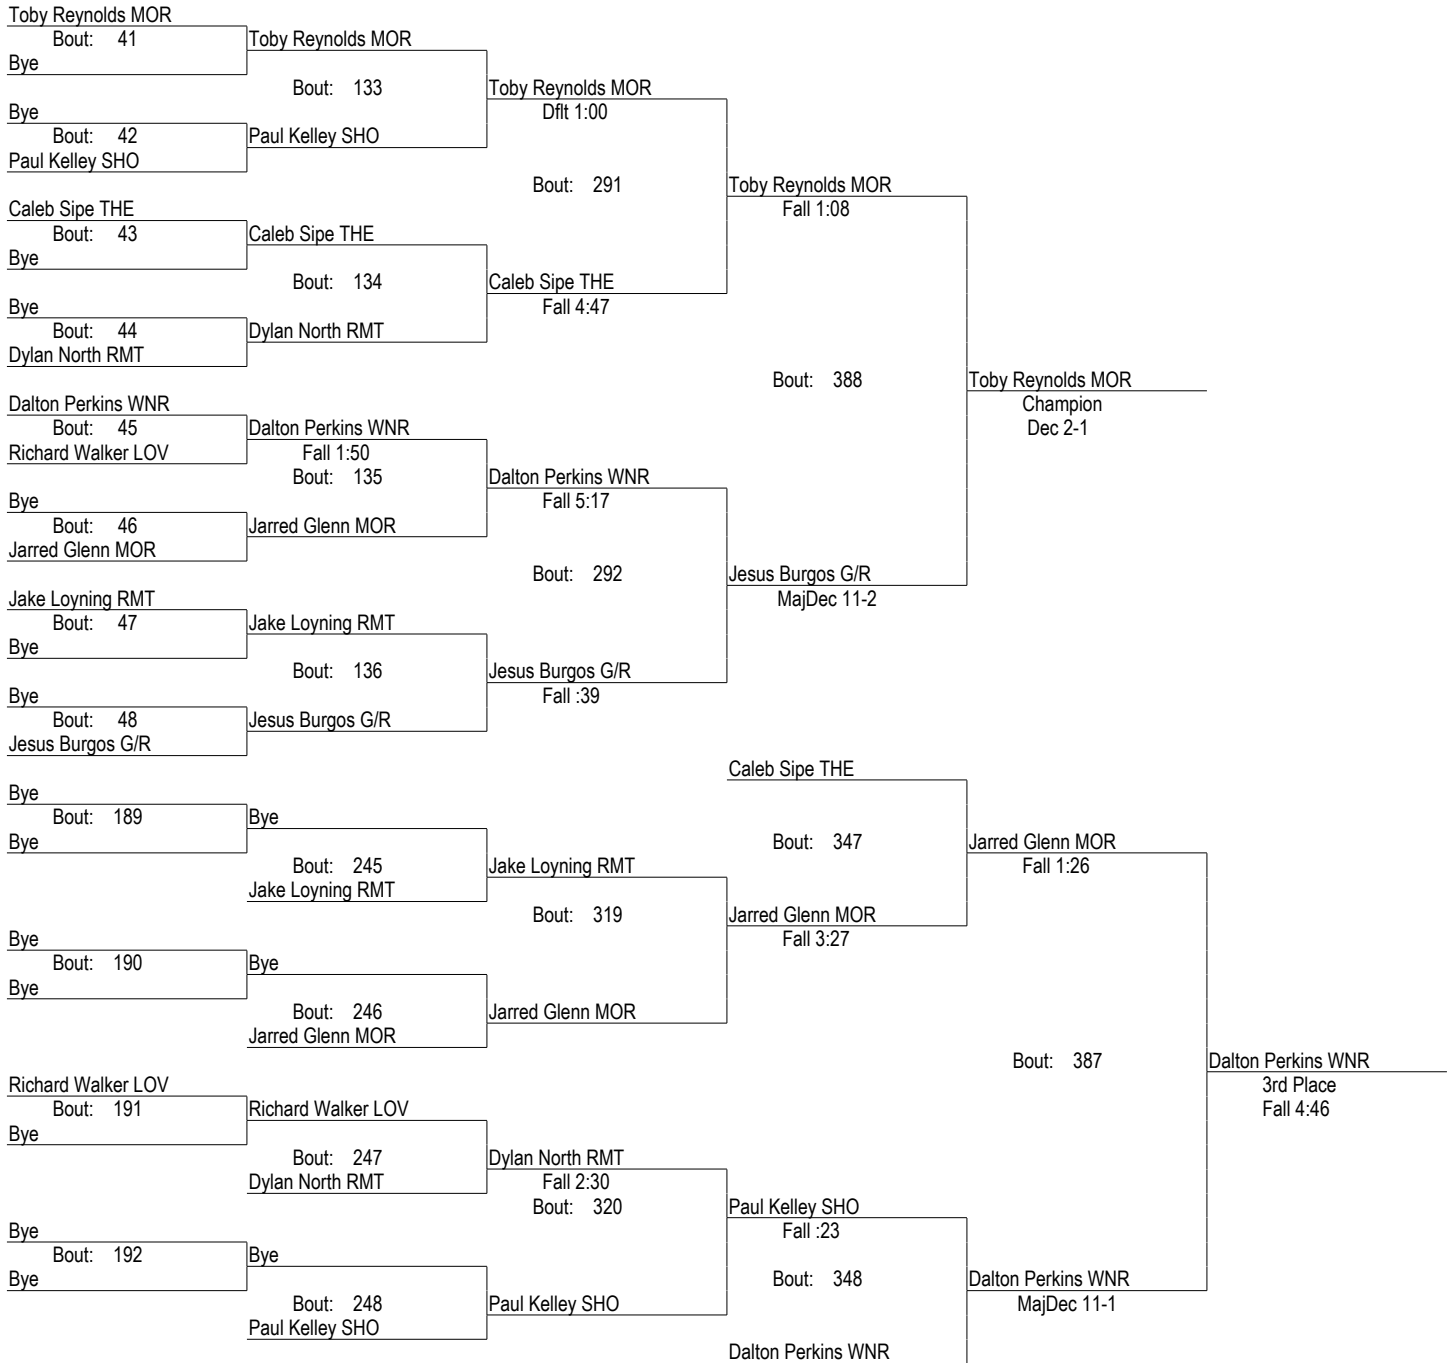 Toby Reynolds MOR
Bout: 41
Toby Reynolds MOR
Bye
Bout: 133
Toby Reynolds MOR
Bye
Dflt 1:00
Bout: 42
Paul Kelley SHO
Paul Kelley SHO
Bout: 291
Toby Reynolds MOR
Caleb Sipe THE
Fall 1:08
Bout: 43
Caleb Sipe THE
Bye
Bout: 134
Caleb Sipe THE
Bye
Fall 4:47
Bout: 44
Dylan North RMT
Dylan North RMT
Bout: 388
Toby Reynolds MOR
Dalton Perkins WNR
Champion
Bout: 45
Dalton Perkins WNR
Dec 2-1
Richard Walker LOV
Fall 1:50
Bout: 135
Dalton Perkins WNR
Bye
Fall 5:17
Bout: 46
Jarred Glenn MOR
Jarred Glenn MOR
Bout: 292
Jesus Burgos G/R
Jake Loyning RMT
MajDec 11-2
Bout: 47
Jake Loyning RMT
Bye
Bout: 136
Jesus Burgos G/R
Bye
Fall :39
Bout: 48
Jesus Burgos G/R
Jesus Burgos G/R
Caleb Sipe THE
Bye
Bout: 189
Bye
Bye
Bout: 347
Jarred Glenn MOR
Bout: 245
Jake Loyning RMT
Fall 1:26
Jake Loyning RMT
Bout: 319
Jarred Glenn MOR
Bye
Fall 3:27
Bout: 190
Bye
Bye
Bout: 246
Jarred Glenn MOR
Jarred Glenn MOR
Bout: 387
Dalton Perkins WNR
Richard Walker LOV
3rd Place
Bout: 191
Richard Walker LOV
Fall 4:46
Bye
Bout: 247
Dylan North RMT
Dylan North RMT
Fall 2:30
Bout: 320
Paul Kelley SHO
Bye
Fall :23
Bout: 192
Bye
Bye
Bout: 348
Dalton Perkins WNR
Bout: 248
Paul Kelley SHO
MajDec 11-1
Paul Kelley SHO
Dalton Perkins WNR